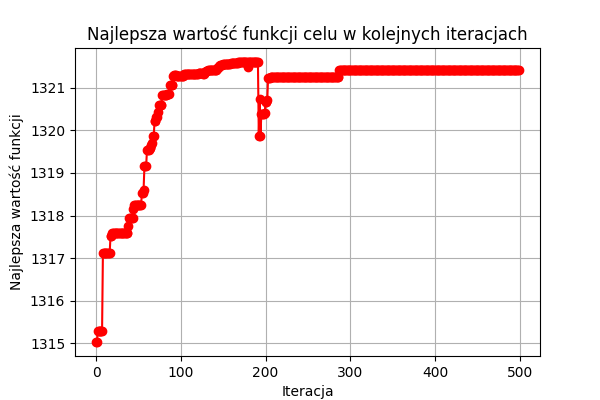 Najlepsza wartość funkcji celu w kolejnych iteracjach
Najlepsza wartość funkcji
1321
1320
1319
1318
1317
1316
1315
0 100 200 300 400 500
Iteracja